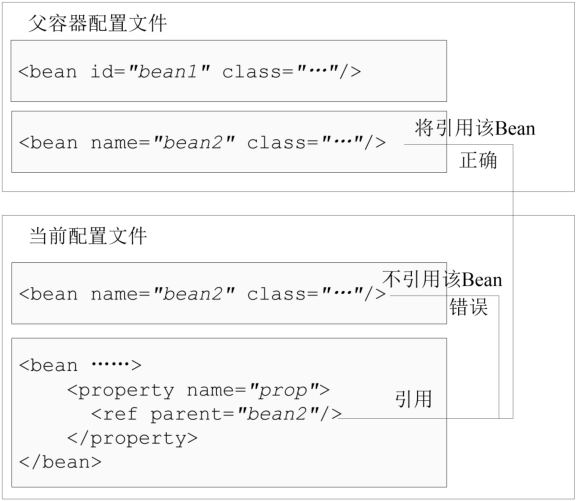 父容器配置文件
<bean id="bean1" class="…"/>
<bean name="bean2" class="…"/>
将引用该Bean
正确
当前配置文件
<bean name="bean2" class="…"/>
不引用该Bean
错误
<bean ……>
<property name="prop">
<ref parent="bean2"/>
引用
</property>
</bean>